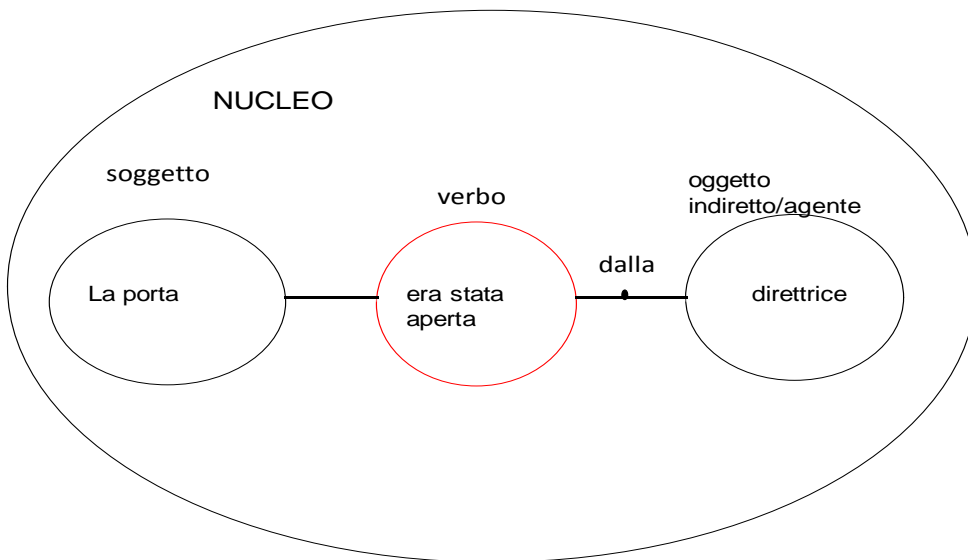 NUCLEO
soggetto
verbo
oggetto
indiretto/agente
La porta
era stata
aperta
dalla
direttrice